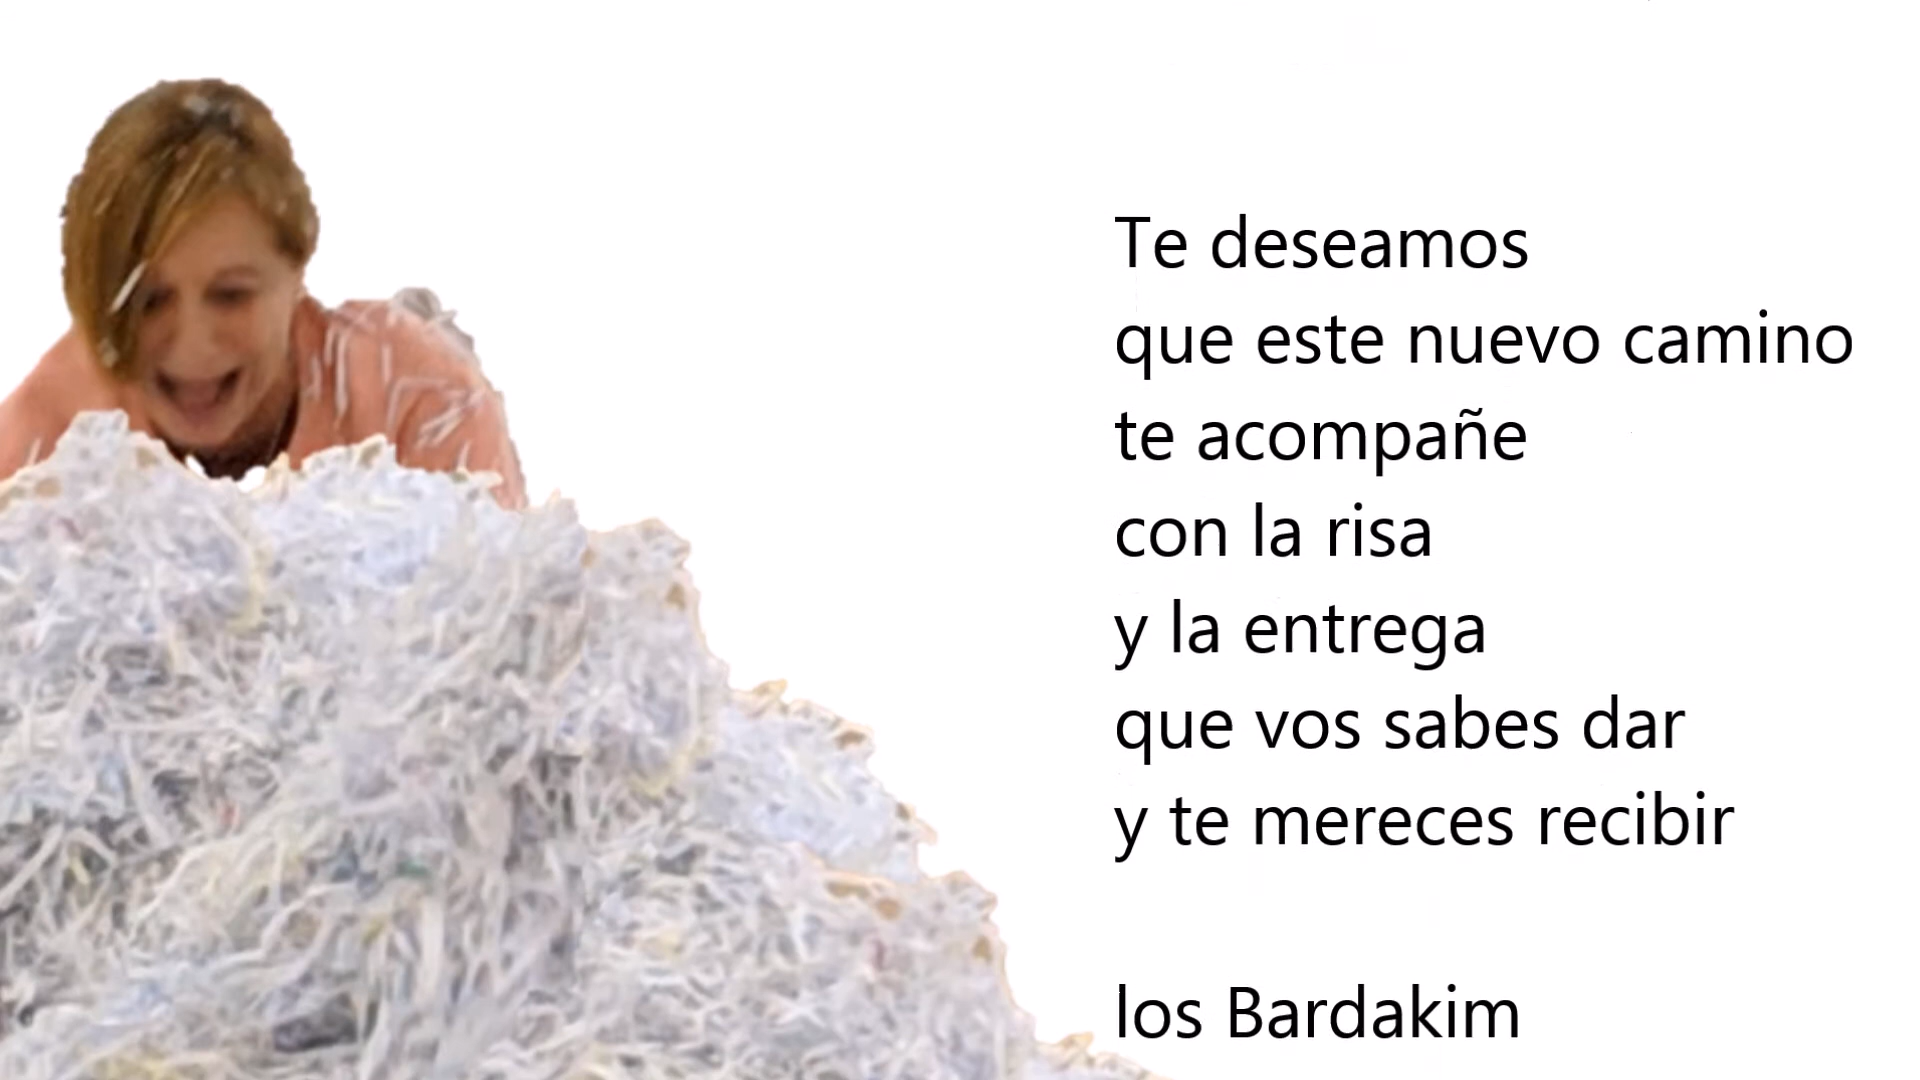 Te deseamos
que este nuevo camino
te acompañe
con la risa
y la entrega
que vos sabes dar
y te mereces recibir
los Bardakim